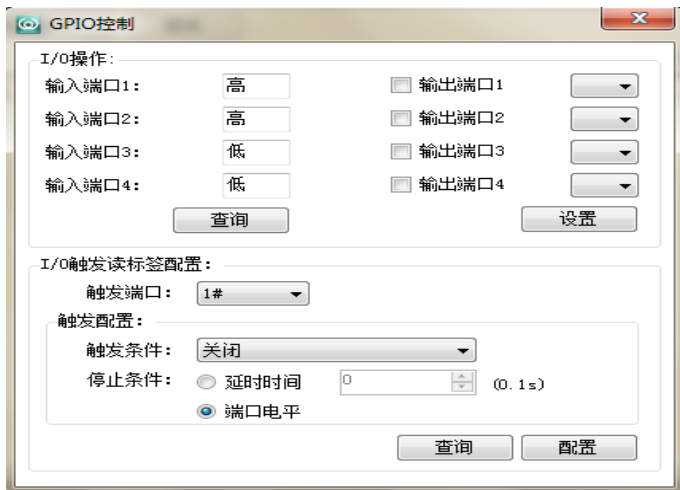 GPIO控制
I/O操作:
输入端口1: 高 输出端口1
输入端口2: 高 输出端口2
输入端口3: 低 输出端口3
输入端口4: 低 输出端口4
查询 设置
I/O触发读标签配置:
触发端口: 1#
触发配置:
触发条件: 关闭
停止条件: 延时时间 0 (0.1s)
端口电平
查询 配置